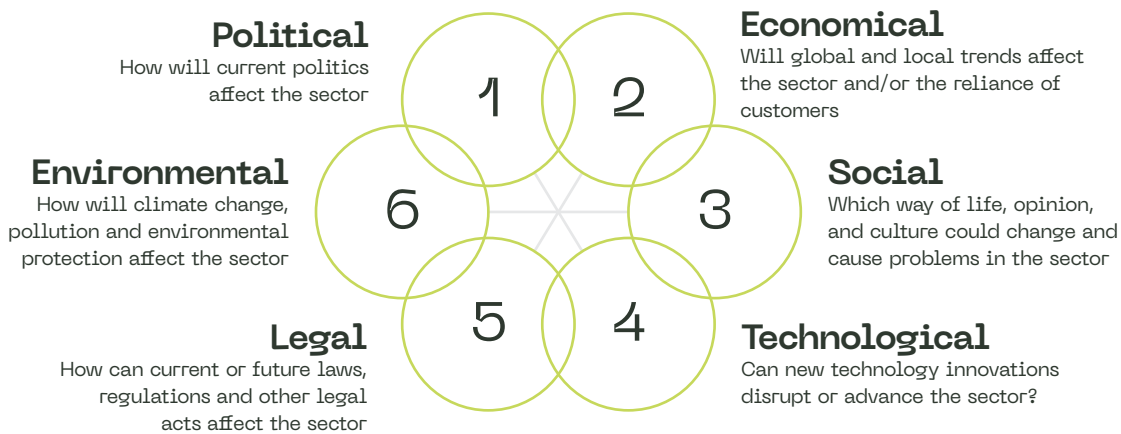 1
Political
How will current politics
affect the sector
2
Economical
Will global and local trends affect
the sector and/or the reliance of
customers
3
Social
Which way of life, opinion,
and culture could change and
cause problems in the sector
4
Technological
Can new technology innovations
disrupt or advance the sector?
5
Legal
How can current or future laws,
regulations and other legal
acts affect the sector
6
Environmental
How will climate change,
pollution and environmental
protection affect the sector